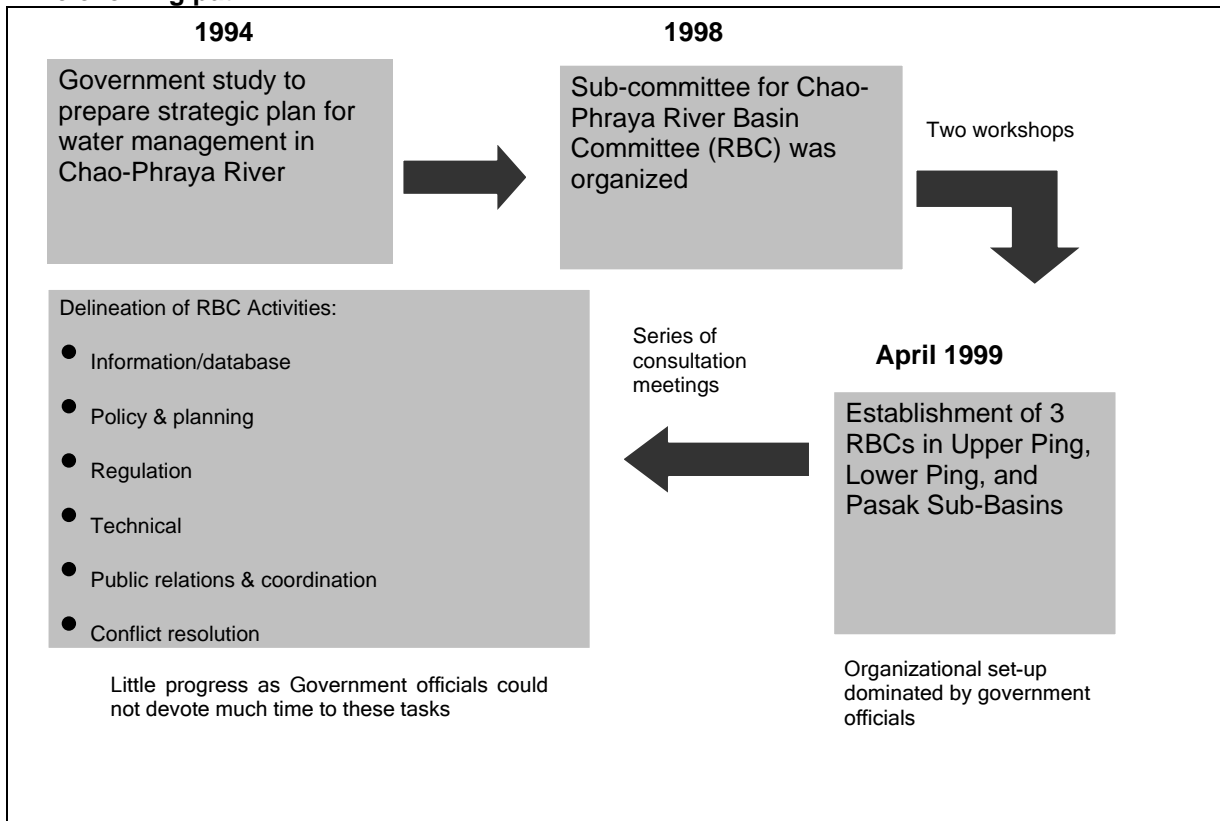 1994
Government study to
prepare strategic plan for
water management in
Chao-Phraya River
1998
Sub-committee for Chao-
Phraya River Basin
Committee (RBC) was
organized
Two workshops
April 1999
Establishment of 3
RBCs in Upper Ping,
Lower Ping, and
Pasak Sub-Basins
Organizational set-up
dominated by government
officials
Series of
consultation
meetings
Delineation of RBC Activities:
● Information/database
● Policy & planning
● Regulation
● Technical
● Public relations & coordination
● Conflict resolution
Little progress as Government officials could
not devote much time to these tasks